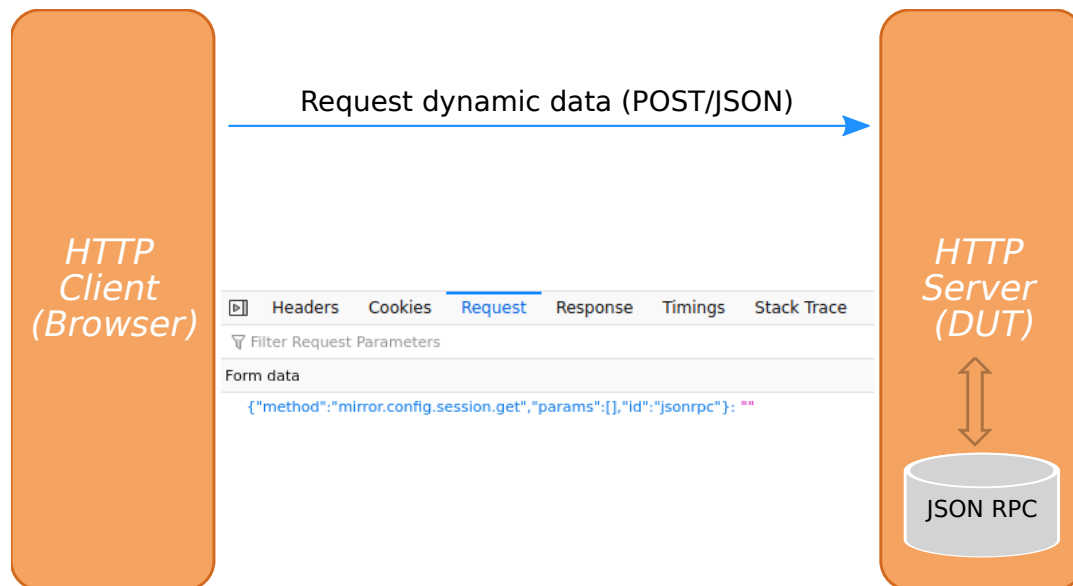 Request dynamic data (POST/JSON)
HTTP
Client
(Browser)
Headers Cookies Request Response Timings Stack Trace
Filter Request Parameters
Form data
{"method":"mirror.config.session.get","params":[],"id":"jsonrpc"}: ""
HTTP
Server
(DUT)
JSON RPC